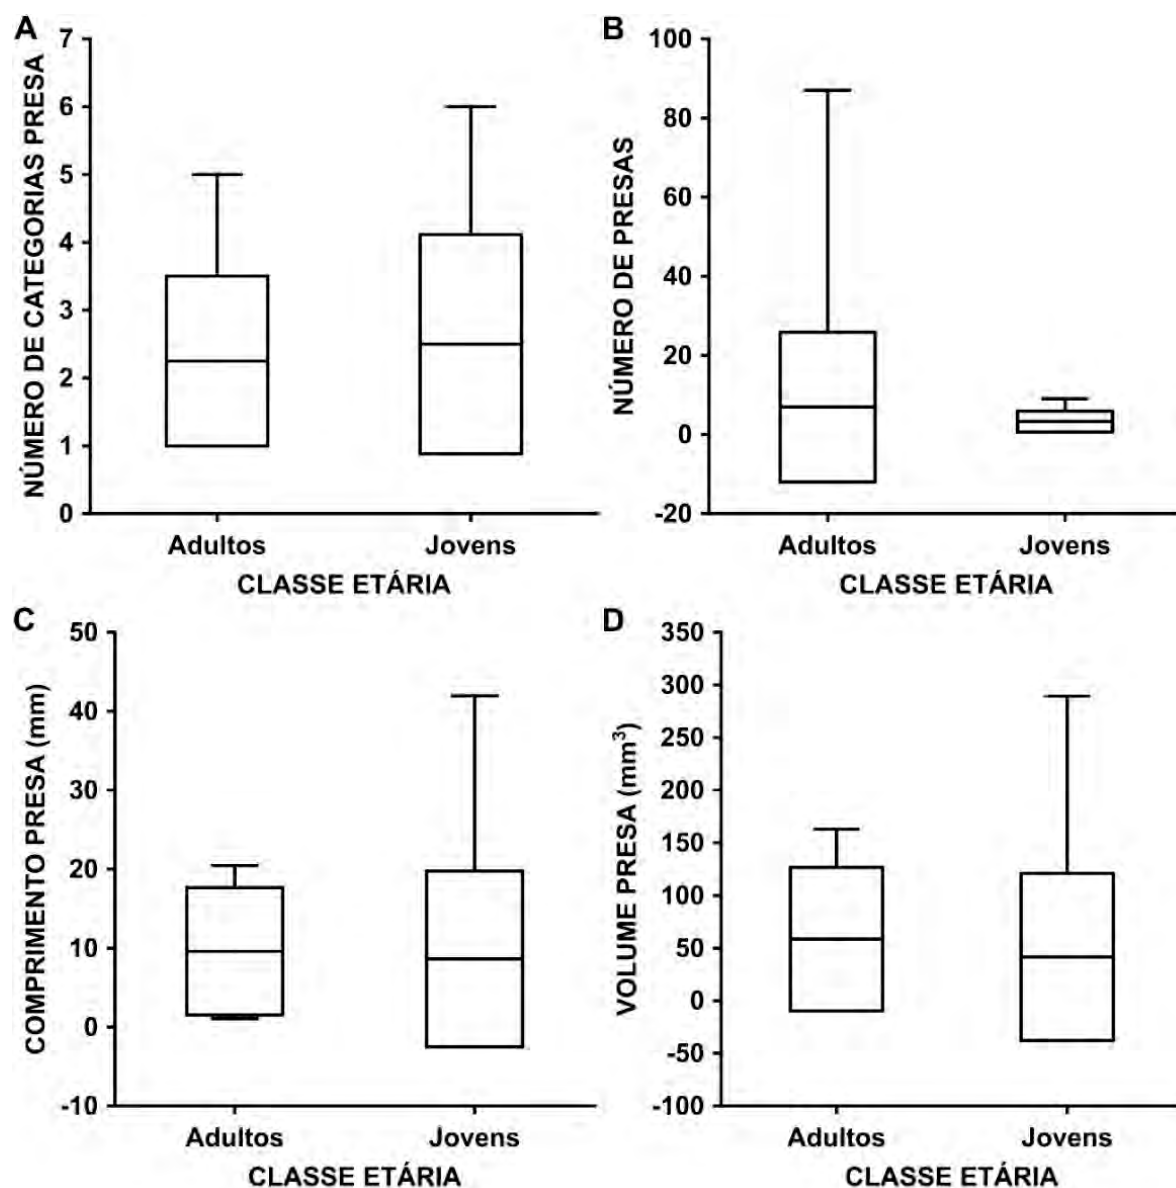 A
NÚMERO DE CATEGORIAS PRESA
7
6
5
4
3
2
1
0
Adultos Jovens
CLASSE ETÁRIA
B
NÚMERO DE PRESAS
100
80
60
40
20
0
-20
Adultos Jovens
CLASSE ETÁRIA
C
COMPRIMENTO PRESA (mm)
50
40
30
20
10
0
-10
Adultos Jovens
CLASSE ETÁRIA
D
VOLUME PRESA (mm³)
350
300
250
200
150
100
50
0
-50
-100
Adultos Jovens
CLASSE ETÁRIA